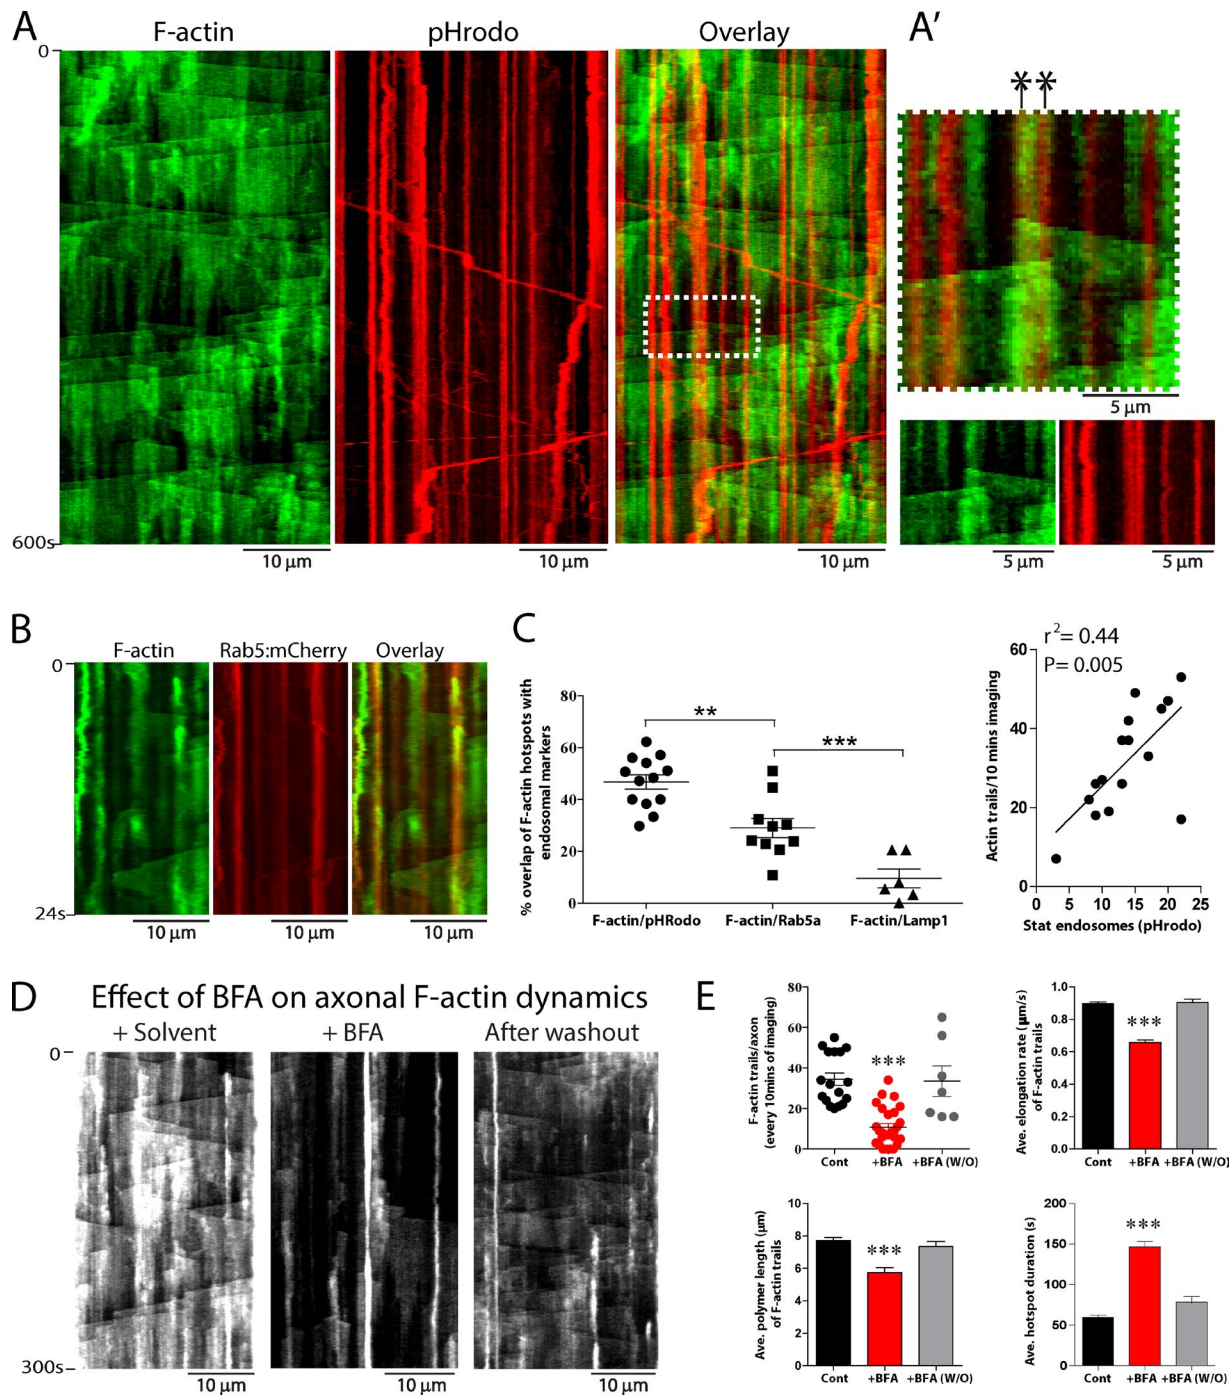 A
F-actin
pHrodo
Overlay
A'
0
600s
10 µm
10 µm
10 µm
**
5 µm
5 µm
5 µm
B
F-actin
Rab5:mCherry
Overlay
0
24s
10 µm
10 µm
10 µm
C
% overlap of F-actin hotspots with
endosomal markers
80
60
40
20
0
**
***
F-actin/pHRodo
F-actin/Rab5a
F-actin/Lamp1
r²= 0.44
P= 0.005
Actin trails/10 mins imaging
60
40
20
0
0 5 10 15 20 25
Stat endosomes (pHrodo)
D
Effect of BFA on axonal F-actin dynamics
+ Solvent
+ BFA
After washout
0
300s
10 µm
10 µm
10 µm
E
F-actin trails/axon
(every 10mins of imaging)
80
60
40
20
0
***
Cont
+BFA
+BFA (W/O)
Ave. elongation rate (µm/s)
of F-actin trails
1.0
0.8
0.6
0.4
0.2
0.0
***
Cont
+BFA
+BFA (W/O)
Ave. polymer length (µm)
of F-actin trails
8
6
4
2
0
***
Cont
+BFA
+BFA (W/O)
Ave. hotspot duration (s)
200
150
100
50
0
***
Cont
+BFA
+BFA (W/O)